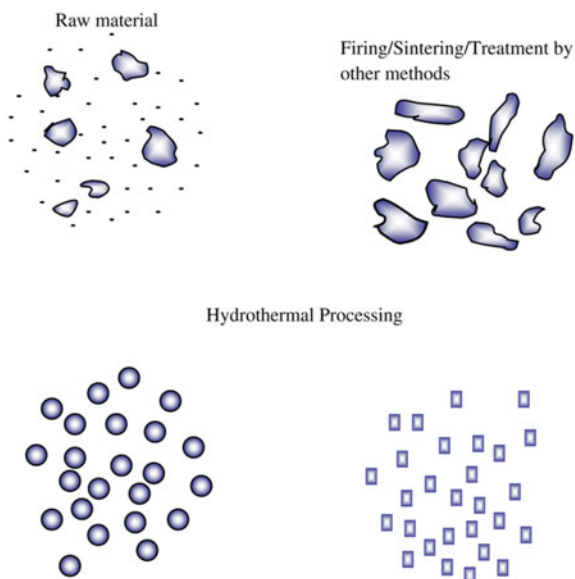 Raw material
Firing/Sintering/Treatment by
other methods
Hydrothermal Processing